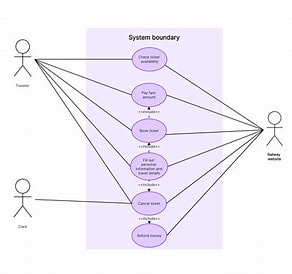 System boundary
Check ticket
availability
Traveler
Pay fare
amount
<<include>>
Book ticket
<<include>>
Fill out
personal
information and
travel details
<<include>>
Cancel ticket
<<include>>
Refund money
Clerk
Railway
website